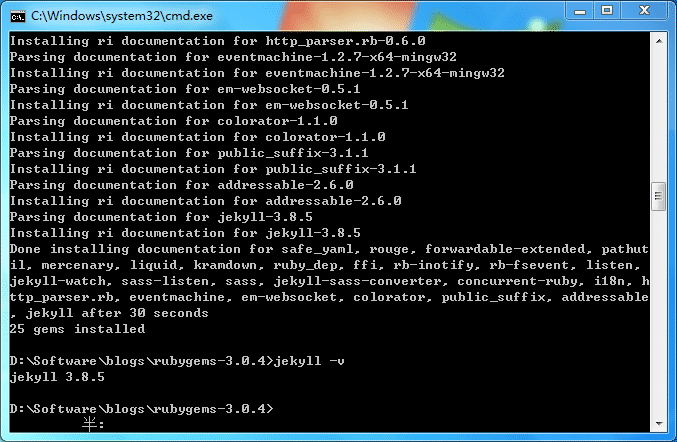 C:\Windows\system32\cmd.exe
Installing ri documentation for http_parser.rb-0.6.0
Parsing documentation for eventmachine-1.2.7-x64-mingw32
Installing ri documentation for eventmachine-1.2.7-x64-mingw32
Parsing documentation for em-websocket-0.5.1
Installing ri documentation for em-websocket-0.5.1
Parsing documentation for colorator-1.1.0
Installing ri documentation for colorator-1.1.0
Parsing documentation for public_suffix-3.1.1
Installing ri documentation for public_suffix-3.1.1
Parsing documentation for addressable-2.6.0
Installing ri documentation for addressable-2.6.0
Parsing documentation for jekyll-3.8.5
Installing ri documentation for jekyll-3.8.5
Done installing documentation for safe_yaml, rouge, forwardable-extended, pathut
il, mercenary, liquid, kramdown, ruby_dep, ffi, rb-inotify, rb-fsevent, listen,
jekyll-watch, sass-listen, sass, jekyll-sass-converter, concurrent-ruby, i18n, h
ttp_parser.rb, eventmachine, em-websocket, colorator, public_suffix, addressable
, jekyll after 30 seconds
25 gems installed
D:\Software\blogs\rubygems-3.0.4>jekyll -v
jekyll 3.8.5
D:\Software\blogs\rubygems-3.0.4>
半: